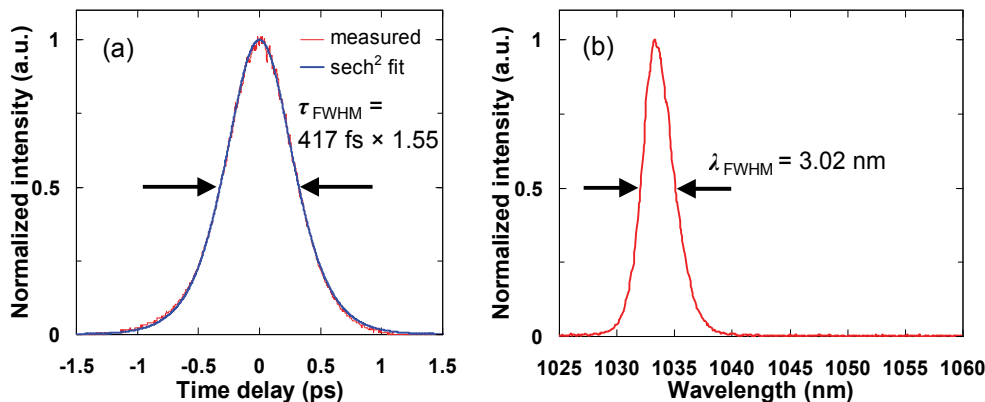 (a)
measured
sech² fit
τ FWHM =
417 fs × 1.55
Normalized intensity (a.u.)
1
0.5
0
-1.5 -1 -0.5 0 0.5 1 1.5
Time delay (ps)
(b)
λ FWHM = 3.02 nm
Normalized intensity (a.u.)
1
0.5
0
1025 1030 1035 1040 1045 1050 1055 1060
Wavelength (nm)